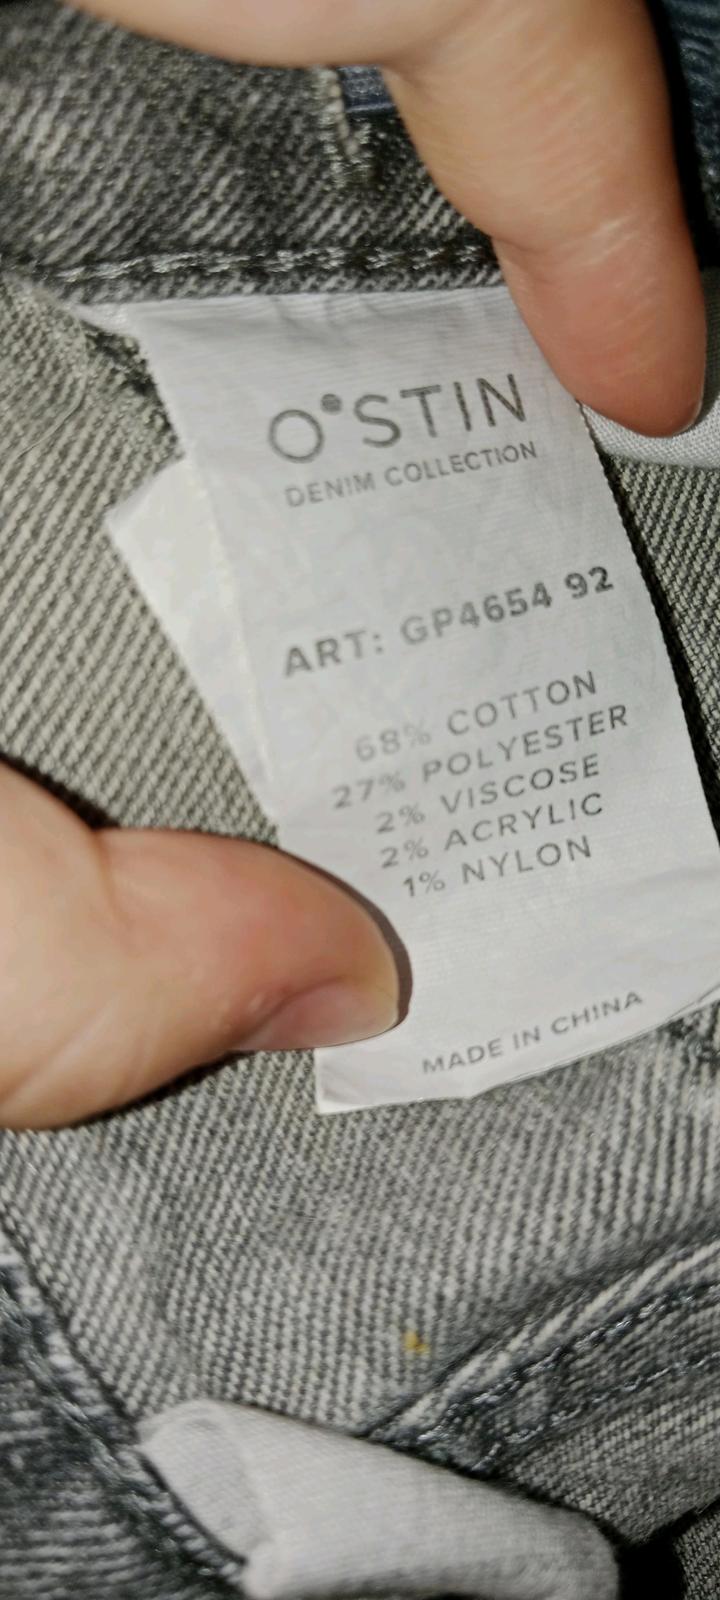 O•STIN
DENIM COLLECTION
ART: GP4654 92
68% COTTON
27% POLYESTER
2% VISCOSE
2% ACRYLIC
1% NYLON
MADE IN CHINA